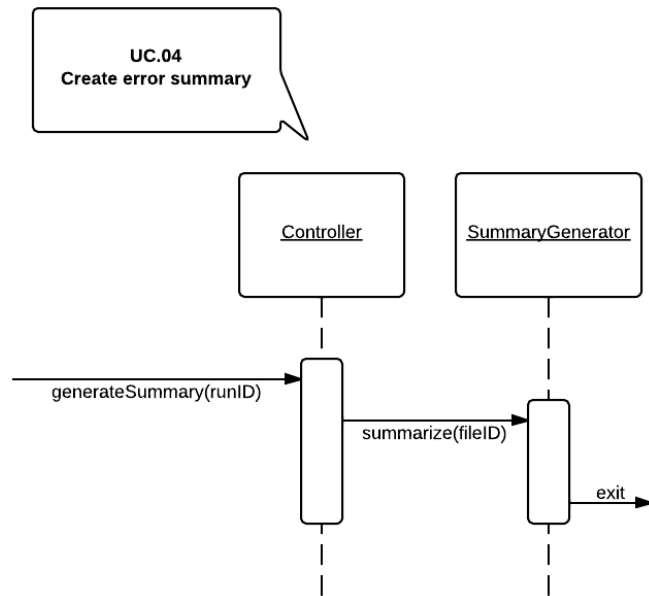 UC.04
Create error summary
Controller
SummaryGenerator
generateSummary(runID)
summarize(fileID)
exit